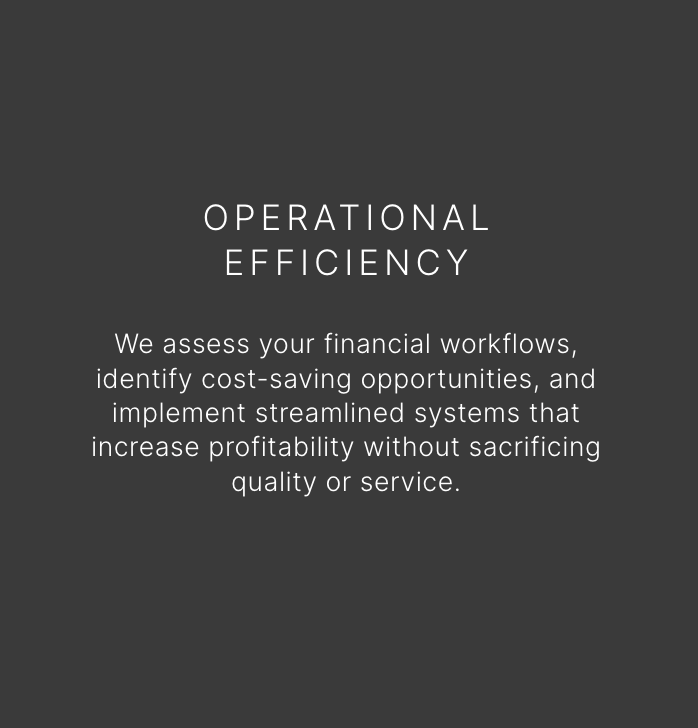 OPERATIONAL
EFFICIENCY
We assess your financial workflows,
identify cost-saving opportunities, and
implement streamlined systems that
increase profitability without sacrificing
quality or service.